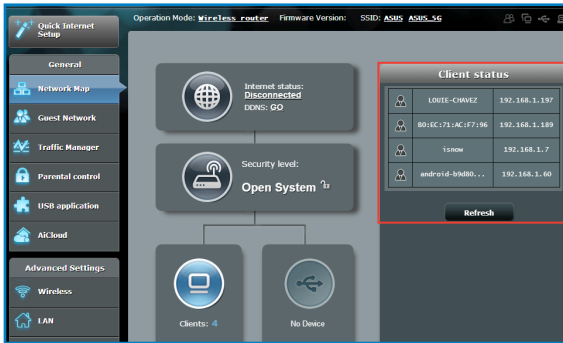 Quick Internet
Setup
Operation Mode: Wireless router Firmware Version: SSID: ASUS ASUS_5G
General
Network Map
Guest Network
Traffic Manager
Parental control
USB application
AiCloud
Advanced Settings
Wireless
LAN
Internet status:
Disconnected
DDNS: GO
Security level:
Open System
Clients: 4
No Device
Client status
LOUIE-CHAVEZ 192.168.1.197
80:EC:71:AC:F7:96 192.168.1.189
isnow 192.168.1.7
android-b9d80... 192.168.1.60
Refresh